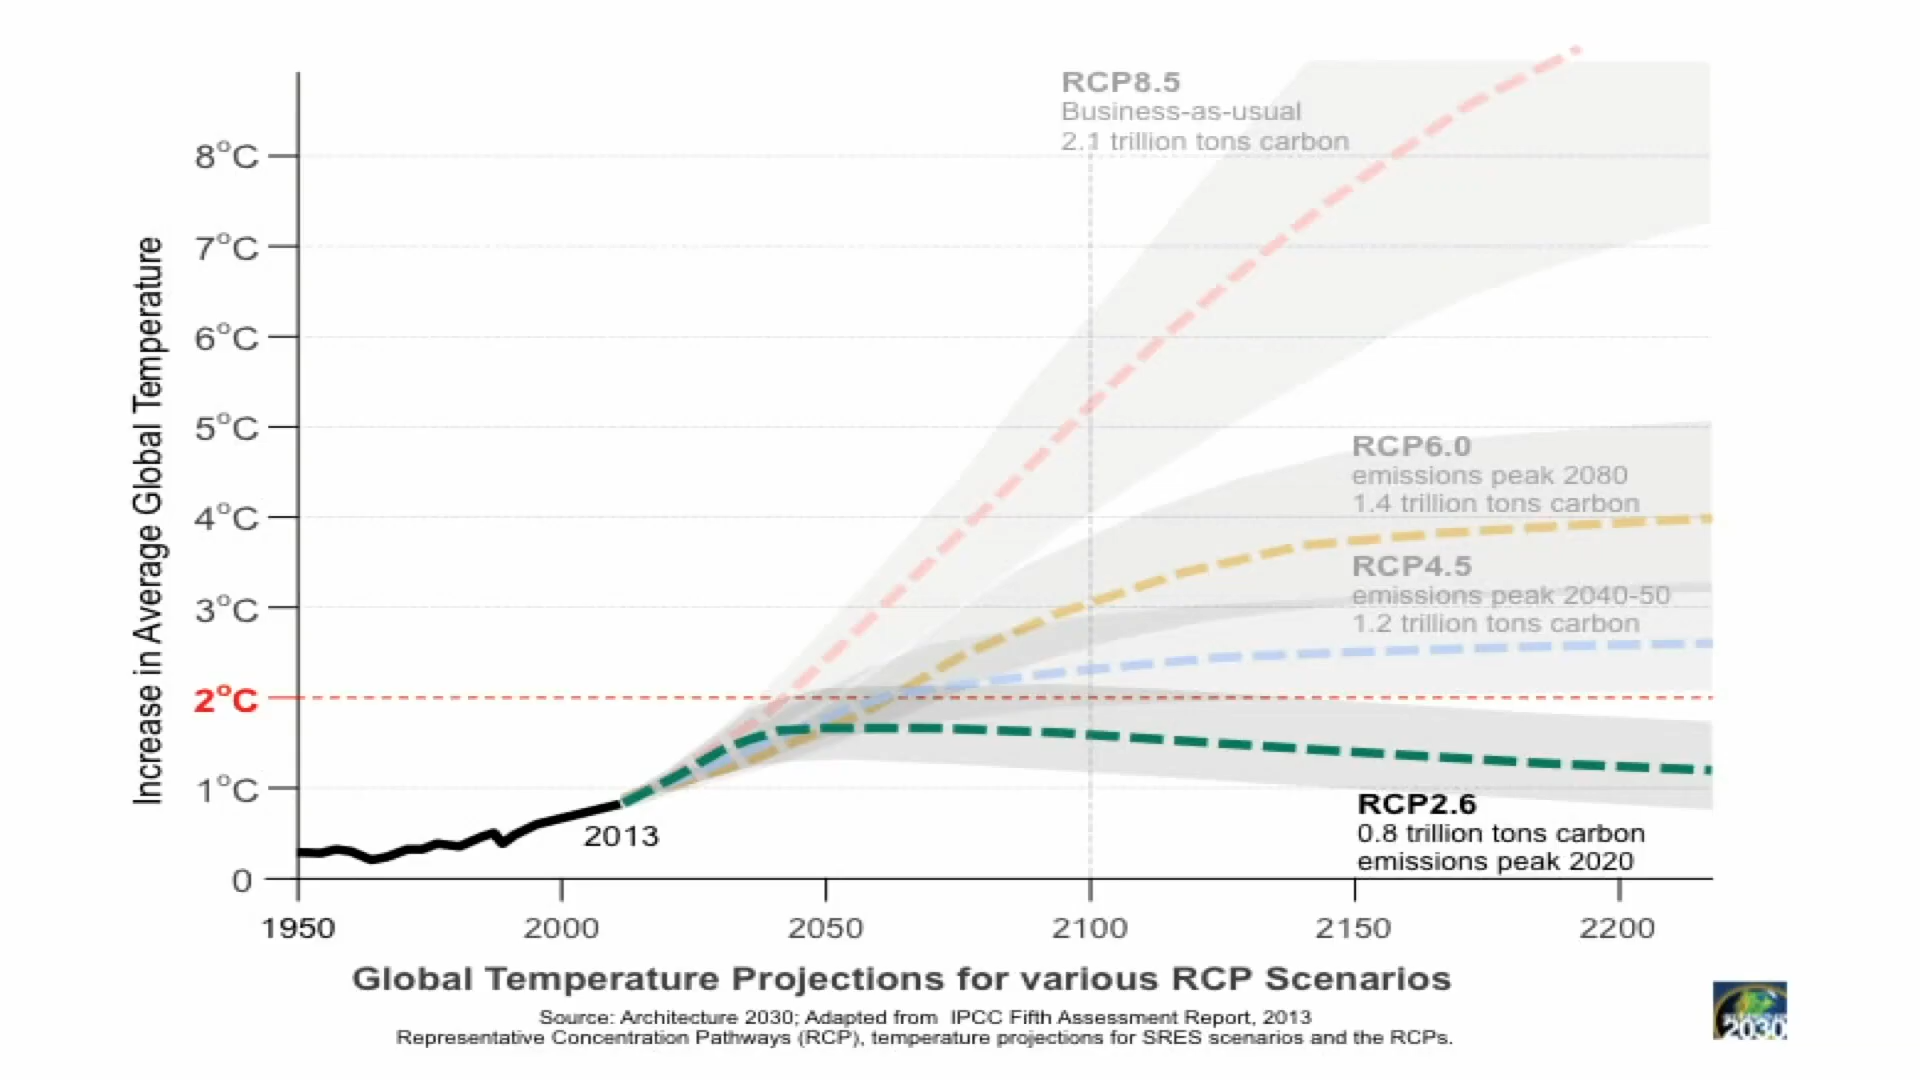 RCP8.5
Business-as-usual
2.1 trillion tons carbon
8°C
7°C
6°C
5°C
4°C
3°C
2°C
1°C
0
Increase in Average Global Temperature
RCP6.0
emissions peak 2080
1.4 trillion tons carbon
RCP4.5
emissions peak 2040-50
1.2 trillion tons carbon
RCP2.6
0.8 trillion tons carbon
emissions peak 2020
2013
1950 2000 2050 2100 2150 2200
Global Temperature Projections for various RCP Scenarios
Source: Architecture 2030; Adapted from IPCC Fifth Assessment Report, 2013
Representative Concentration Pathways (RCP), temperature projections for SRES scenarios and the RCPs.
2030